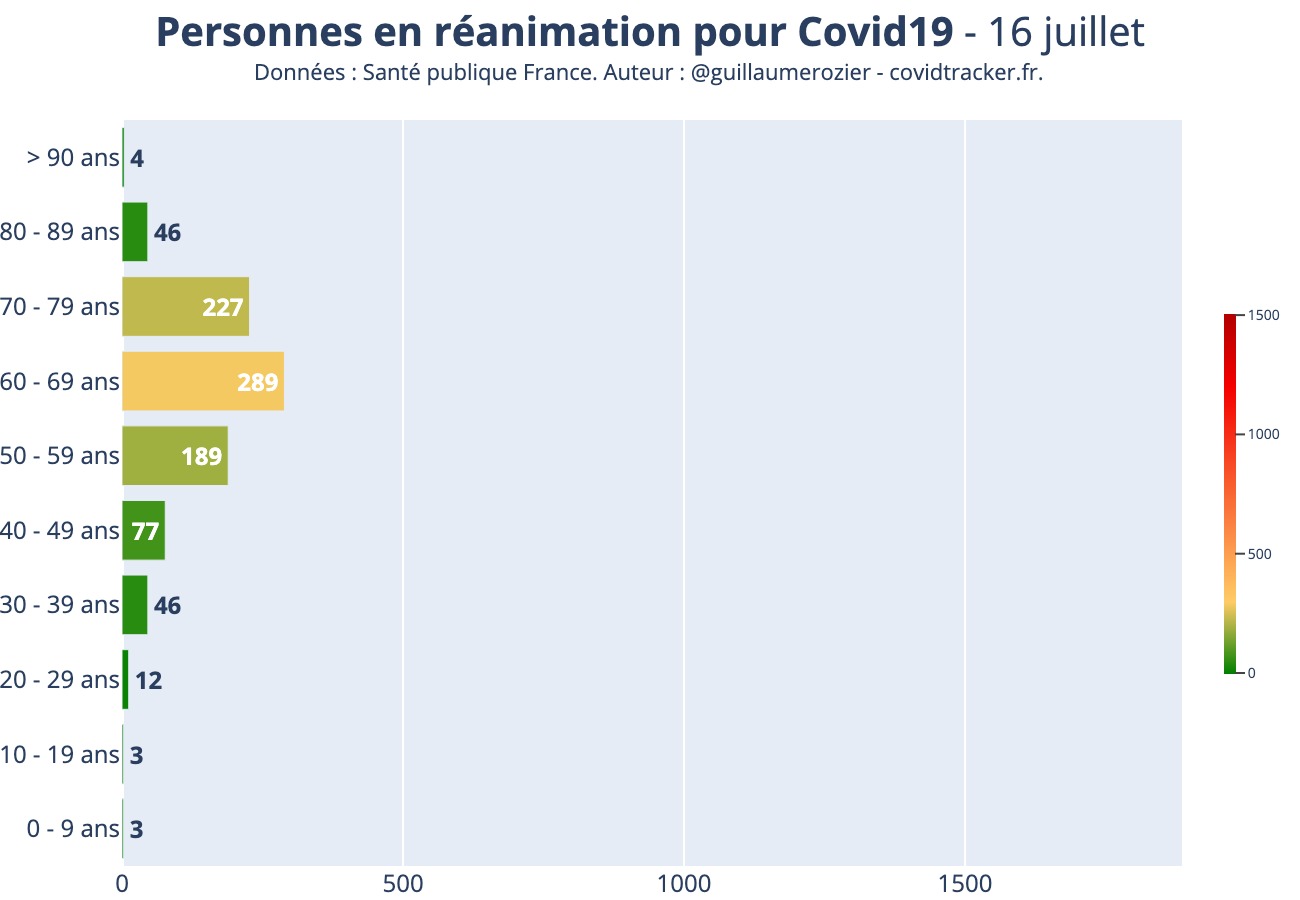 Personnes en réanimation pour Covid19 - 16 juillet
Données : Santé publique France. Auteur : @guillaumerozier - covidtracker.fr.
> 90 ans 4
80 - 89 ans 46
70 - 79 ans 227
60 - 69 ans 289
50 - 59 ans 189
40 - 49 ans 77
30 - 39 ans 46
20 - 29 ans 12
10 - 19 ans 3
0 - 9 ans 3
0 500 1000 1500
1500
1000
500
0